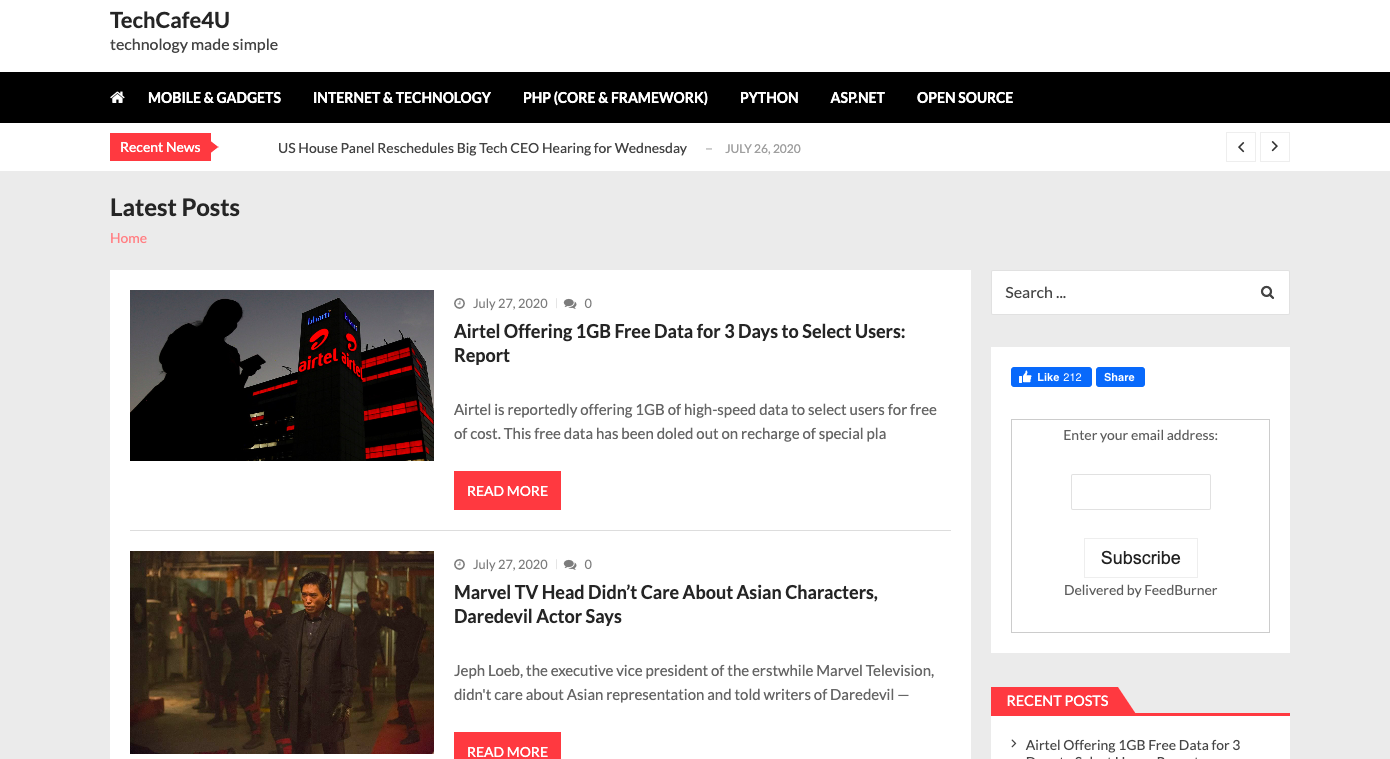 TechCafe4U
technology made simple
MOBILE & GADGETS INTERNET & TECHNOLOGY PHP (CORE & FRAMEWORK) PYTHON ASP.NET OPEN SOURCE
Recent News US House Panel Reschedules Big Tech CEO Hearing for Wednesday – JULY 26, 2020
Latest Posts
Home
bharti
airtel
July 27, 2020 0
Airtel Offering 1GB Free Data for 3 Days to Select Users:
Report
Airtel is reportedly offering 1GB of high-speed data to select users for free
of cost. This free data has been doled out on recharge of special pla
READ MORE
July 27, 2020 0
Marvel TV Head Didn’t Care About Asian Characters,
Daredevil Actor Says
Jeph Loeb, the executive vice president of the erstwhile Marvel Television,
didn't care about Asian representation and told writers of Daredevil —
READ MORE
Search ...
Like 212 Share
Enter your email address:
Subscribe
Delivered by FeedBurner
RECENT POSTS
Airtel Offering 1GB Free Data for 3